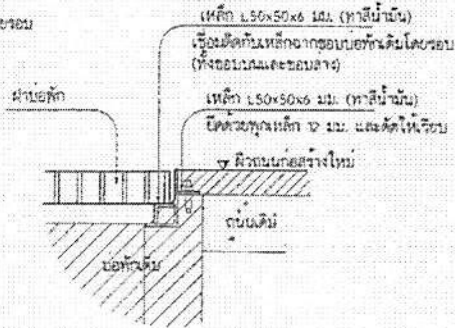 ยรอบ
เหล็ก L50x50x6 มม. (ทาสีน้ำมัน)
เชื่อมติดกับเหล็กฉากขอบบ่อพักเดิมโดยรอบ
(ทั้งขอบบนและขอบล่าง)
ฝาบ่อพัก
เหล็ก L50x50x6 มม. (ทาสีน้ำมัน)
ยึดด้วยพุกเหล็ก 12 มม. และตัดให้เรียบ
ผิวถนนก่อสร้างใหม่
ถนนเดิม
บ่อพักเดิม